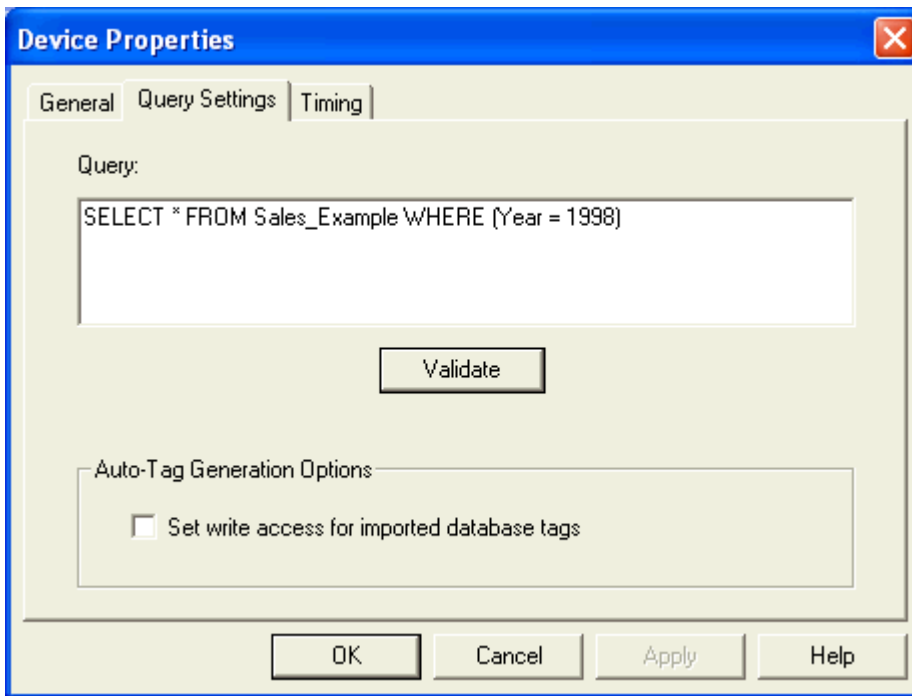 Device Properties
General Query Settings Timing
Query:
SELECT * FROM Sales_Example WHERE (Year = 1998)
Validate
Auto-Tag Generation Options
Set write access for imported database tags
OK Cancel Apply Help